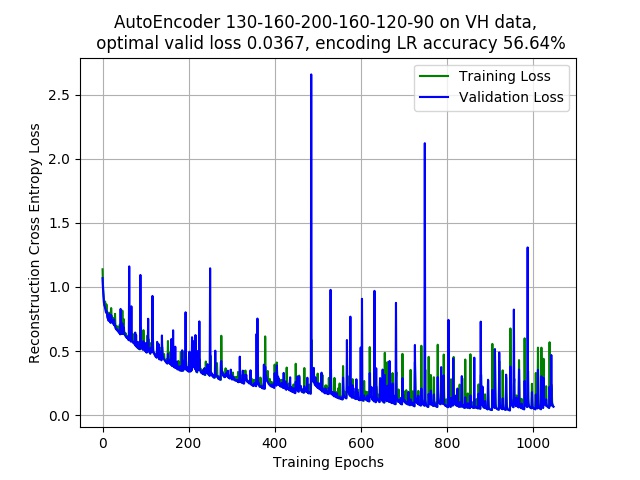 AutoEncoder 130-160-200-160-120-90 on VH data,
optimal valid loss 0.0367, encoding LR accuracy 56.64%
Training Loss
Validation Loss
Reconstruction Cross Entropy Loss
2.5
2.0
1.5
1.0
0.5
0.0
0 200 400 600 800 1000
Training Epochs